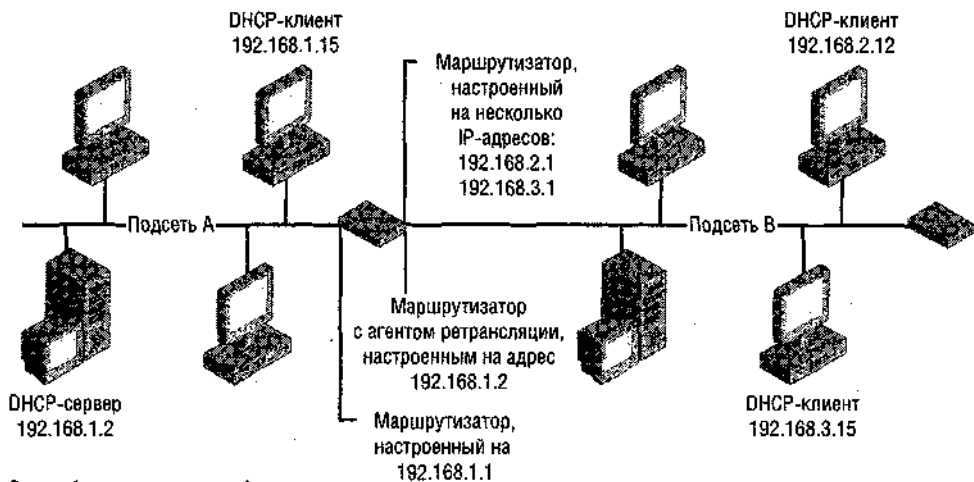 DHCP-клиент
192.168.1.15
DHCP-клиент
192.168.2.12
Маршрутизатор,
настроенный
на несколько
IP-адресов:
192.168.2.1
192.168.3.1
Подсеть A
Подсеть B
Маршрутизатор
с агентом ретрансляции,
настроенным на адрес
192.168.1.2
DHCP-сервер
192.168.1.2
Маршрутизатор,
настроенный на
192.168.1.1
DHCP-клиент
192.168.3.15